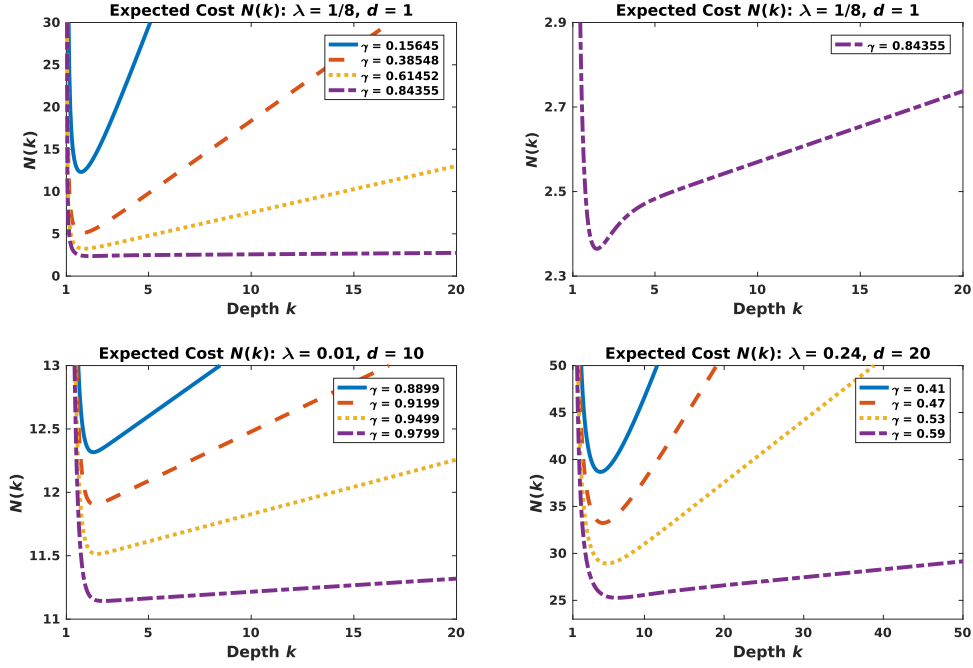 Expected Cost N(k): λ = 1/8, d = 1
30
25
20
15
10
5
0
N(k)
γ = 0.15645
γ = 0.38548
γ = 0.61452
γ = 0.84355
1 5 10 15 20
Depth k
Expected Cost N(k): λ = 1/8, d = 1
2.9
2.7
2.5
2.3
N(k)
γ = 0.84355
1 5 10 15 20
Depth k
Expected Cost N(k): λ = 0.01, d = 10
13
12.5
12
11.5
11
N(k)
γ = 0.8899
γ = 0.9199
γ = 0.9499
γ = 0.9799
1 5 10 15 20
Depth k
Expected Cost N(k): λ = 0.24, d = 20
50
45
40
35
30
25
N(k)
γ = 0.41
γ = 0.47
γ = 0.53
γ = 0.59
1 10 20 30 40 50
Depth k